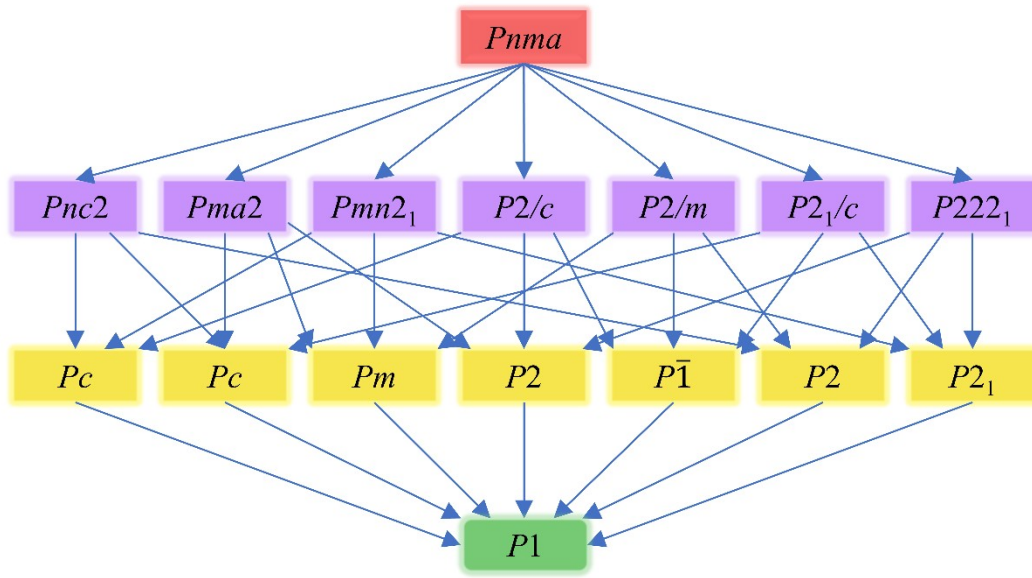 Pnma
Pnc2 Pma2 Pmn2₁ P2/c P2/m P2₁/c P222₁
Pc Pc Pm P2 P1̅ P2 P2₁
P1